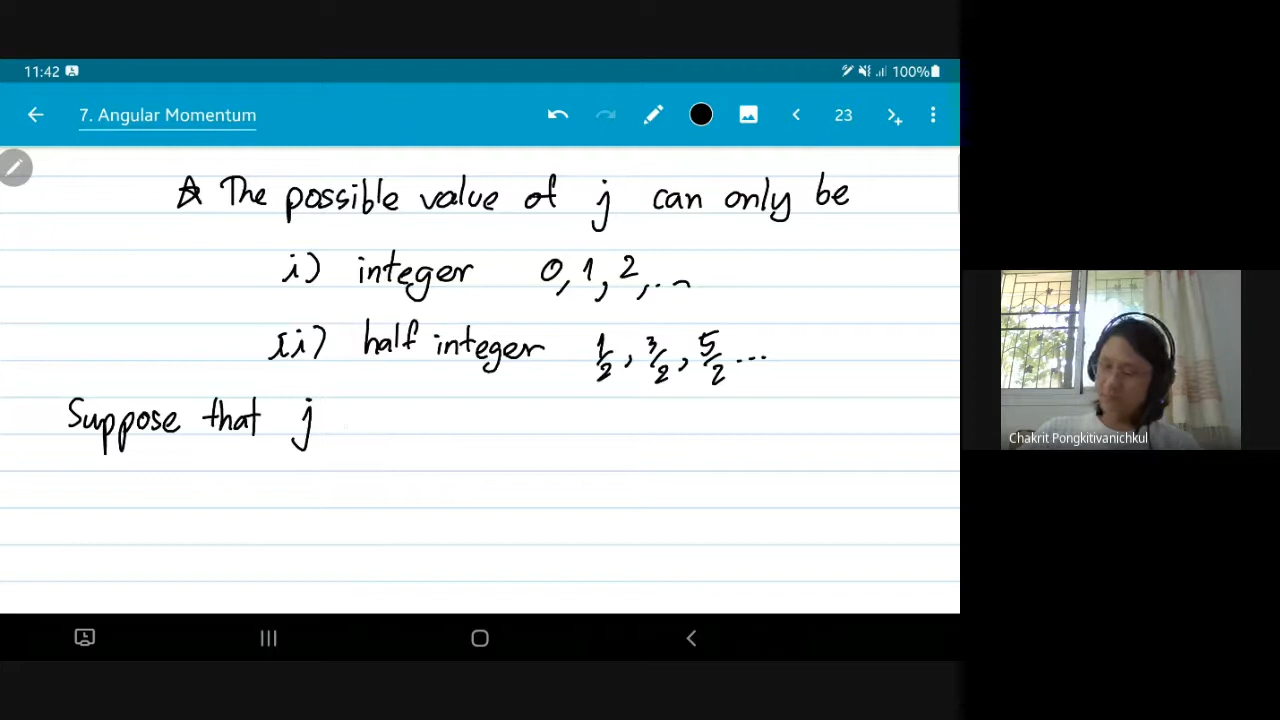 11:42 100%
7. Angular Momentum 23
☆ The possible value of j can only be
i) integer 0, 1, 2, ...
ii) half integer 1/2, 3/2, 5/2 ...
Suppose that j
Chakrit Pongkitivanichkul